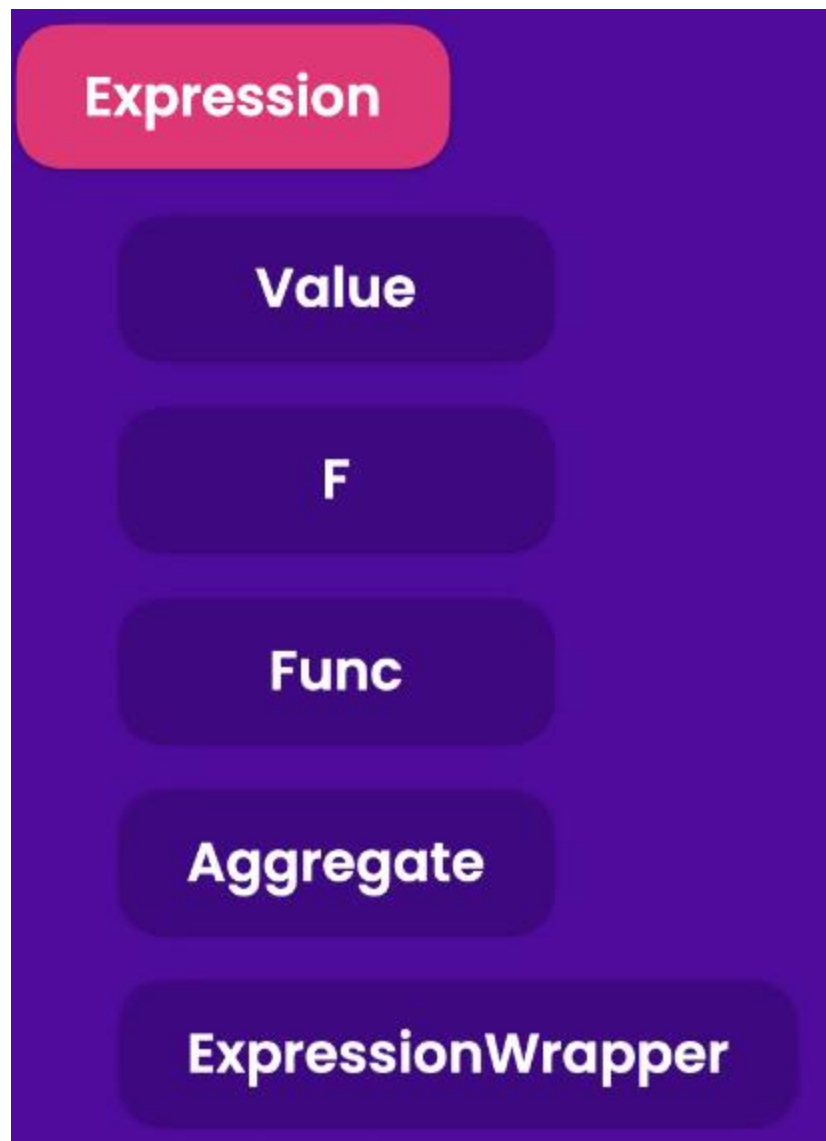 Expression
Value
F
Func
Aggregate
ExpressionWrapper